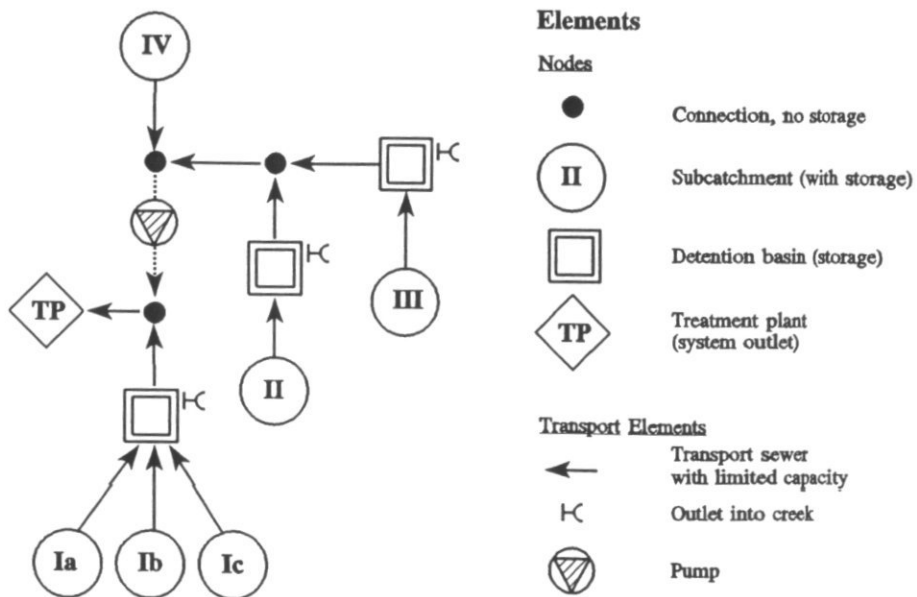 IV
TP
III
II
Ia
Ib
Ic
Elements
Nodes
Connection, no storage
II
Subcatchment (with storage)
Detention basin (storage)
TP
Treatment plant
(system outlet)
Transport Elements
Transport sewer
with limited capacity
Outlet into creek
Pump